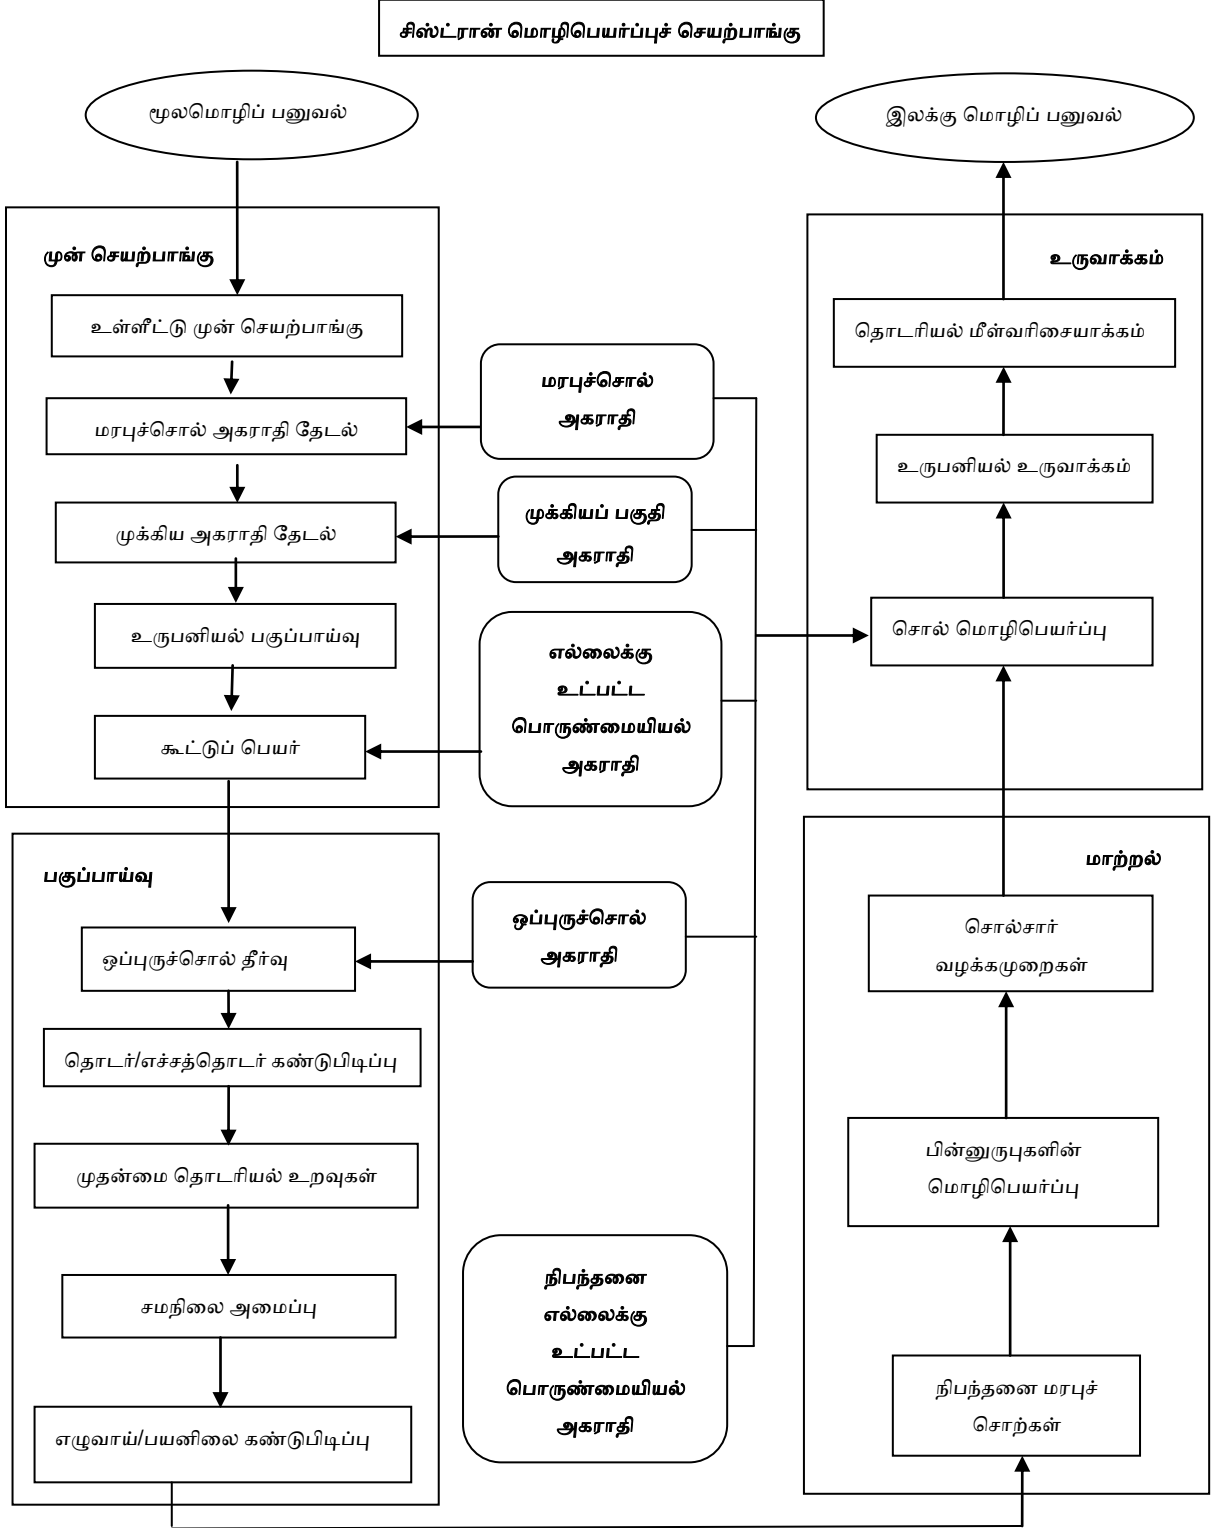 சிஸ்ட்ரான் மொழிபெயர்ப்புச் செயற்பாங்கு
மூலமொழிப் பனுவல்
முன் செயற்பாங்கு
உள்ளீட்டு முன் செயற்பாங்கு
மரபுச்சொல் அகராதி தேடல்
முக்கிய அகராதி தேடல்
உருபனியல் பகுப்பாய்வு
கூட்டுப் பெயர்
பகுப்பாய்வு
ஒப்புருச்சொல் தீர்வு
தொடர்/எச்சத்தொடர் கண்டுபிடிப்பு
முதன்மை தொடரியல் உறவுகள்
சமநிலை அமைப்பு
எழுவாய்/பயனிலை கண்டுபிடிப்பு
மரபுச்சொல்
அகராதி
முக்கியப் பகுதி
அகராதி
எல்லைக்கு
உட்பட்ட
பொருண்மையியல்
அகராதி
ஒப்புருச்சொல்
அகராதி
நிபந்தனை
எல்லைக்கு
உட்பட்ட
பொருண்மையியல்
அகராதி
இலக்கு மொழிப் பனுவல்
உருவாக்கம்
தொடரியல் மீள்வரிசையாக்கம்
உருபனியல் உருவாக்கம்
சொல் மொழிபெயர்ப்பு
மாற்றல்
சொல்சார்
வழக்கமுறைகள்
பின்னுருபுகளின்
மொழிபெயர்ப்பு
நிபந்தனை மரபுச்
சொற்கள்